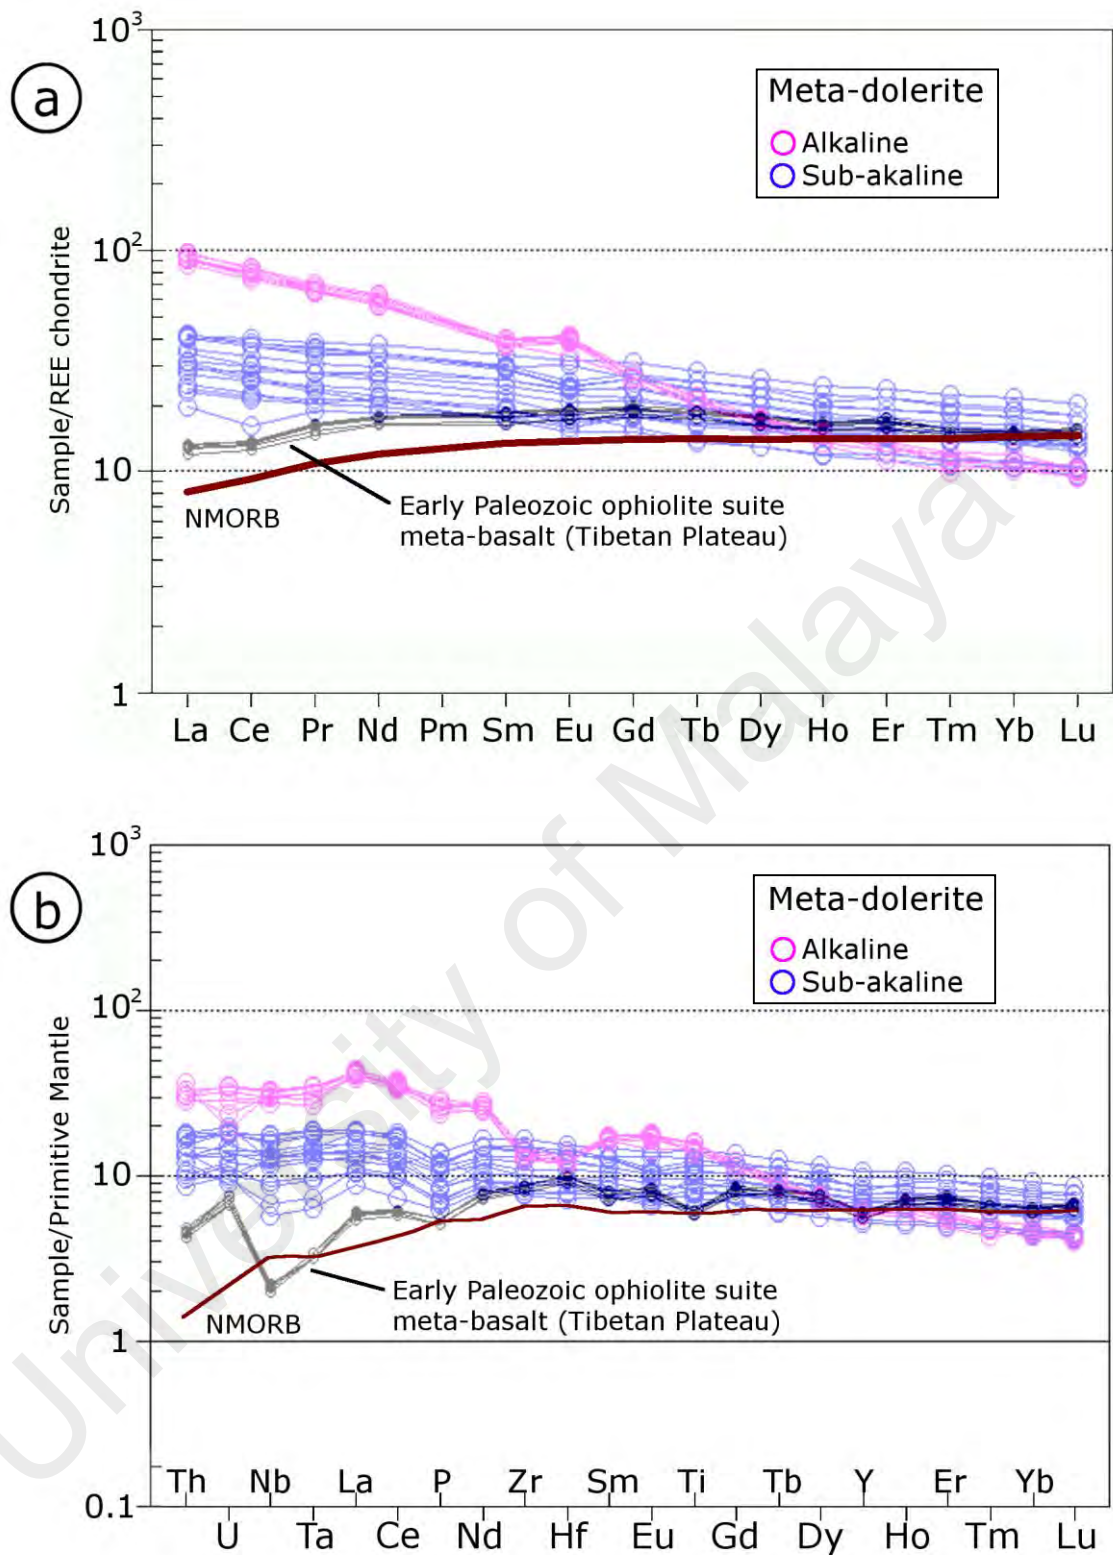 a
10³
Meta-dolerite
Alkaline
Sub-akaline
10²
Sample/REE chondrite
10
NMORB
Early Paleozoic ophiolite suite
meta-basalt (Tibetan Plateau)
1
La Ce Pr Nd Pm Sm Eu Gd Tb Dy Ho Er Tm Yb Lu
b
10³
Meta-dolerite
Alkaline
Sub-akaline
10²
Sample/Primitive Mantle
10
Early Paleozoic ophiolite suite
meta-basalt (Tibetan Plateau)
NMORB
1
Th Nb La P Zr Sm Ti Tb Y Er Yb
0.1
U Ta Ce Nd Hf Eu Gd Dy Ho Tm Lu
University of Malaya